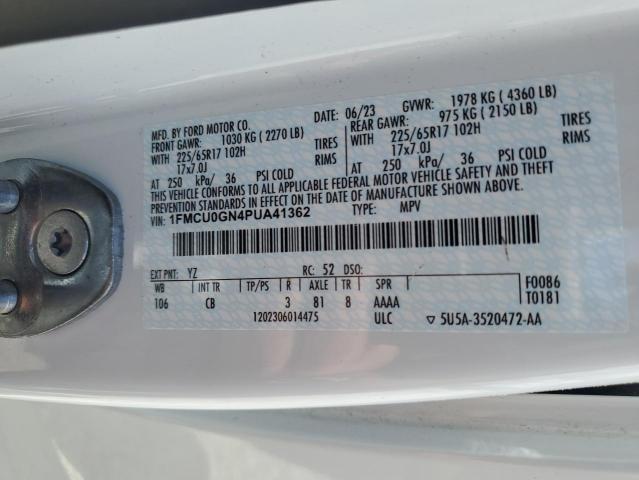 MFD. BY FORD MOTOR CO.
DATE: 06/23 GVWR: 1978 KG ( 4360 LB)
FRONT GAWR: 1030 KG ( 2270 LB) REAR GAWR: 975 KG ( 2150 LB)
WITH 225/65R17 102H TIRES WITH 225/65R17 102H TIRES
17x7.0J RIMS 17x7.0J RIMS
AT 250 kPa/ 36 PSI COLD AT 250 kPa/ 36 PSI COLD
THIS VEHICLE CONFORMS TO ALL APPLICABLE FEDERAL MOTOR VEHICLE SAFETY AND THEFT
PREVENTION STANDARDS IN EFFECT ON THE DATE OF MANUFACTURE SHOWN ABOVE.
VIN: 1FMCU0GN4PUA41362 TYPE: MPV
EXT PNT: YZ RC: 52 DSO:
WB INT TR TP/PS R AXLE TR SPR F0086
106 CB 3 81 8 AAAA T0181
1202306014475 ULC ▽ 5U5A-3520472-AA